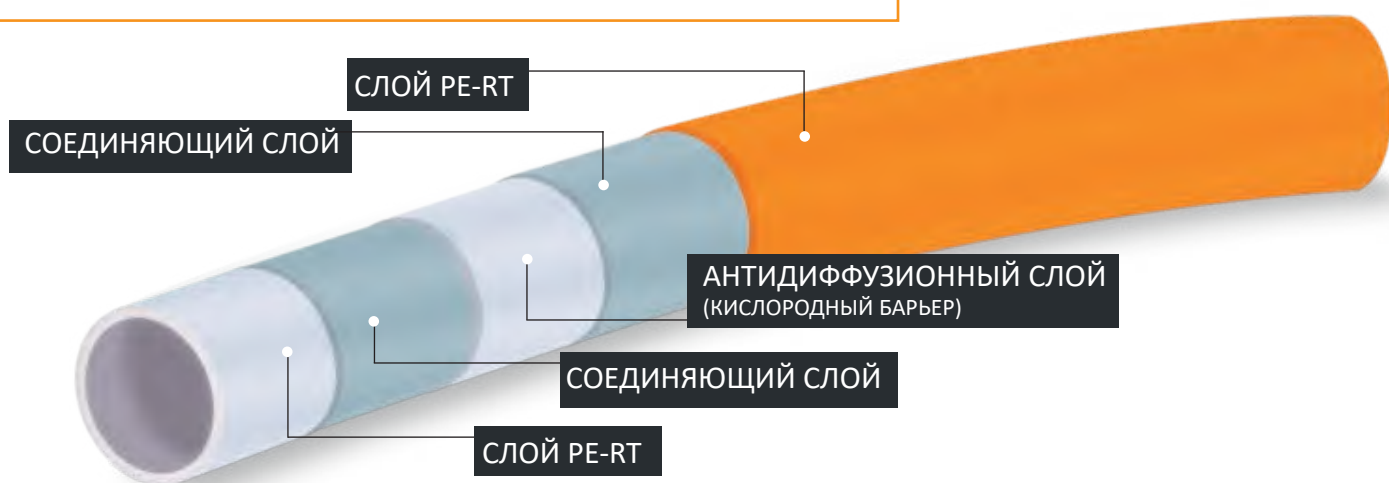 СЛОЙ PE-RT
СОЕДИНЯЮЩИЙ СЛОЙ
АНТИДИФФУЗИОННЫЙ СЛОЙ
(КИСЛОРОДНЫЙ БАРЬЕР)
СОЕДИНЯЮЩИЙ СЛОЙ
СЛОЙ PE-RT